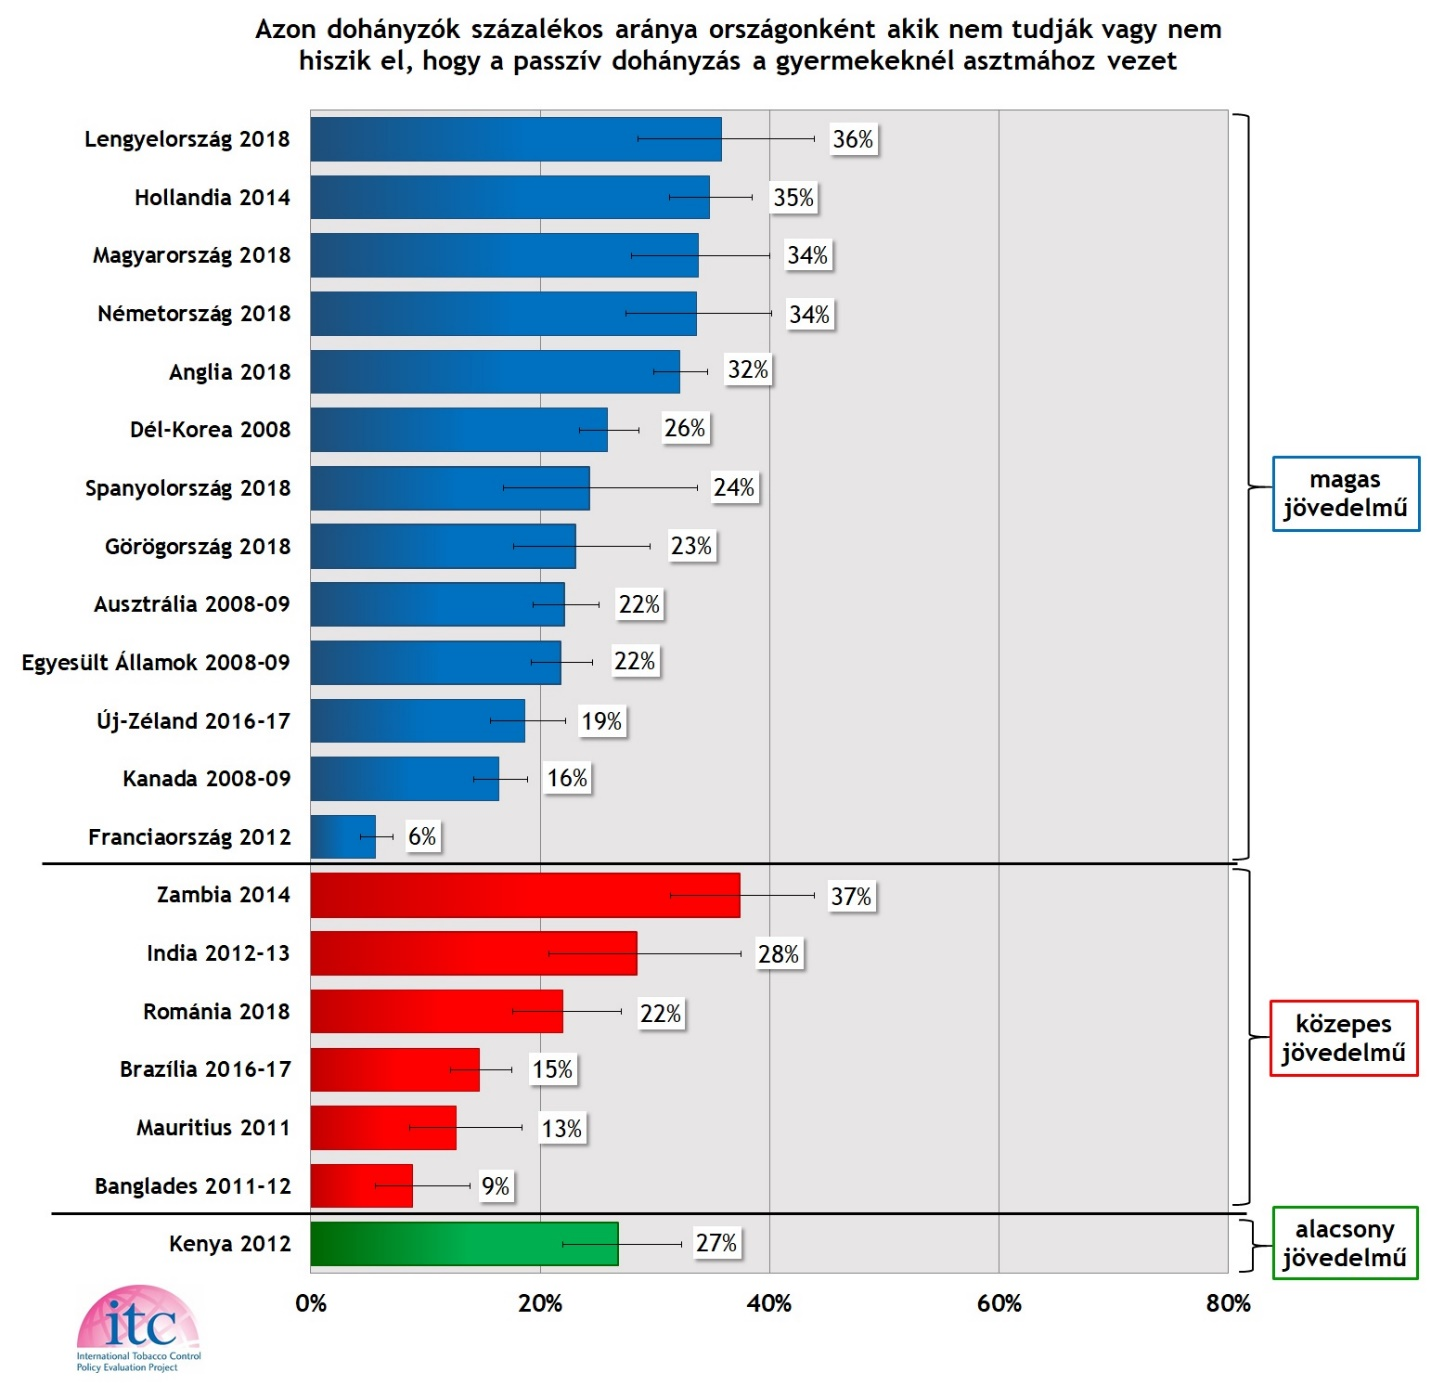 Azon dohányzók százalékos aránya országonként akik nem tudják vagy nem
hiszik el, hogy a passzív dohányzás a gyermekeknél asztmához vezet
Lengyelország 2018 36%
Hollandia 2014 35%
Magyarország 2018 34%
Németország 2018 34%
Anglia 2018 32%
Dél-Korea 2008 26%
Spanyolország 2018 24%
Görögország 2018 23%
Ausztrália 2008-09 22%
Egyesült Államok 2008-09 22%
Új-Zéland 2016-17 19%
Kanada 2008-09 16%
Franciaország 2012 6%
magas
jövedelmű
Zambia 2014 37%
India 2012-13 28%
Románia 2018 22%
Brazília 2016-17 15%
Mauritius 2011 13%
Banglades 2011-12 9%
közepes
jövedelmű
Kenya 2012 27%
alacsony
jövedelmű
0% 20% 40% 60% 80%
itc
International Tobacco Control
Policy Evaluation Project